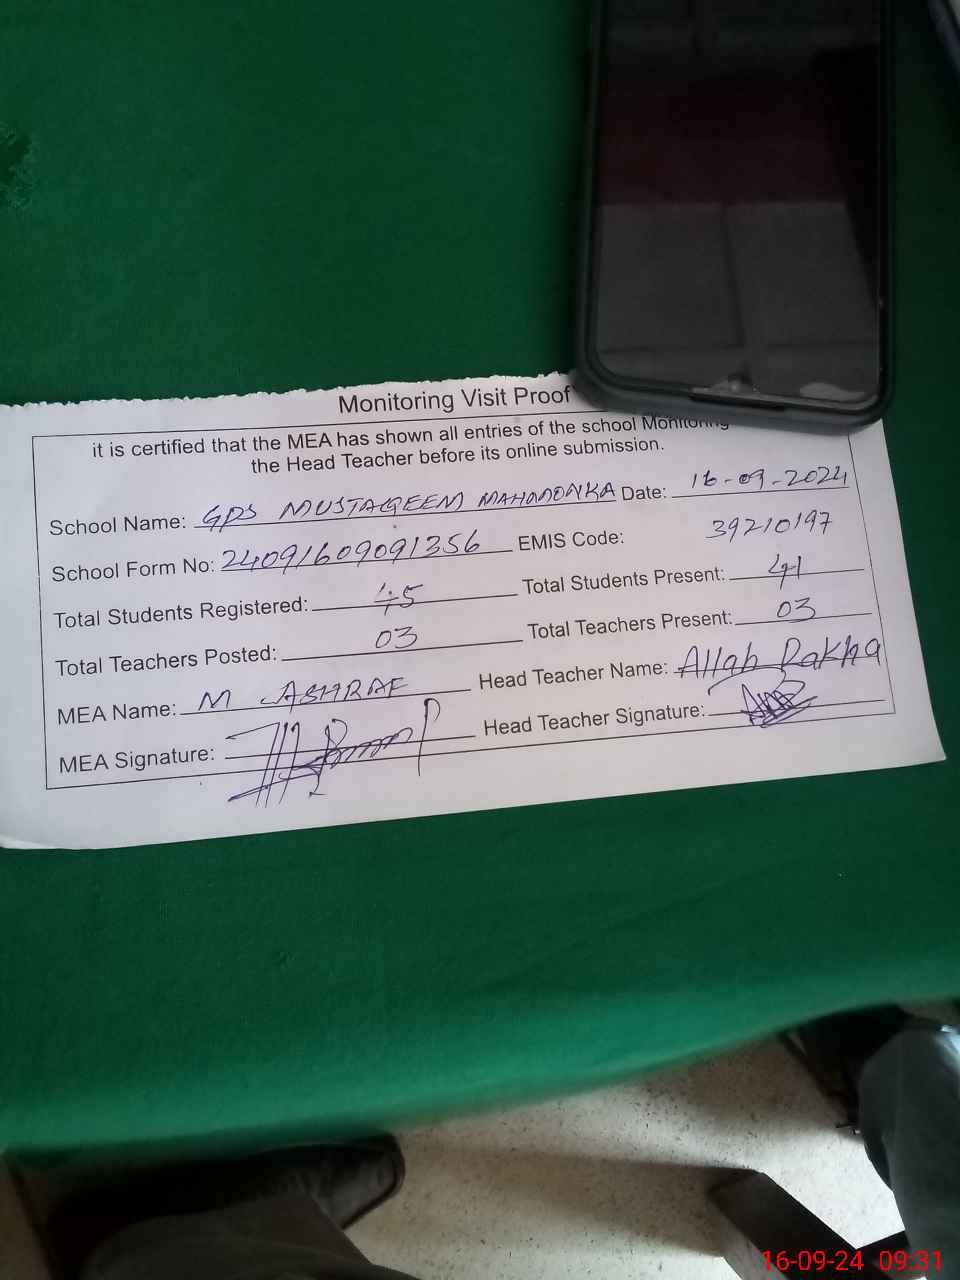 Monitoring Visit Proof
it is certified that the MEA has shown all entries of the school Monitoring
the Head Teacher before its online submission.
School Name: GPS MUSTAQEEM MAHMOONKA Date: 16-09-2024
School Form No: 24091609091356 EMIS Code: 39210197
Total Students Registered: 45 Total Students Present: 41
Total Teachers Posted: 03 Total Teachers Present: 03
MEA Name: M ASHRAF Head Teacher Name: Allah Rakha
MEA Signature: Head Teacher Signature:
16-09-24 09:31